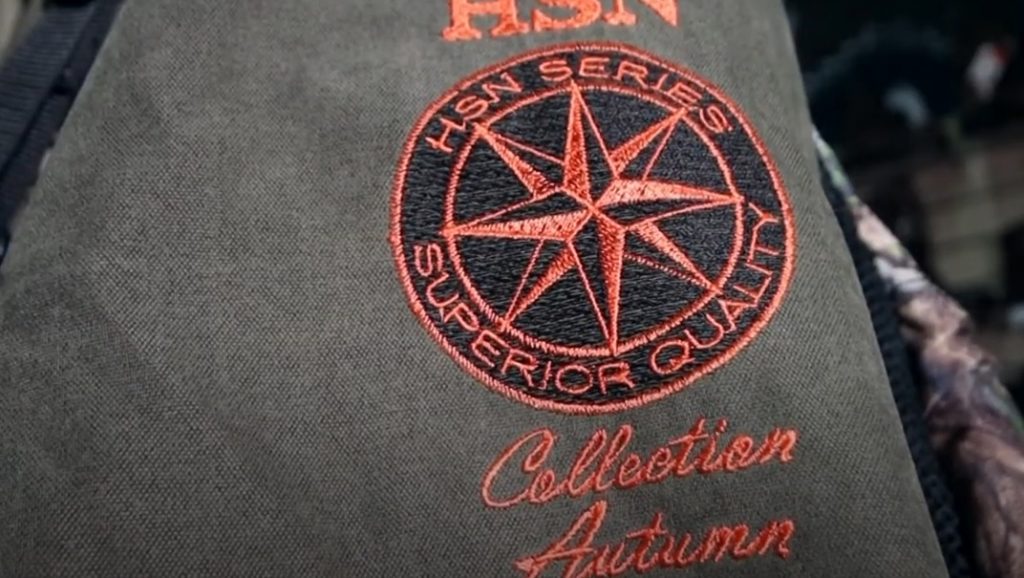 HSN
HSN SERIES
SUPERIOR QUALITY
Collection
Autumn